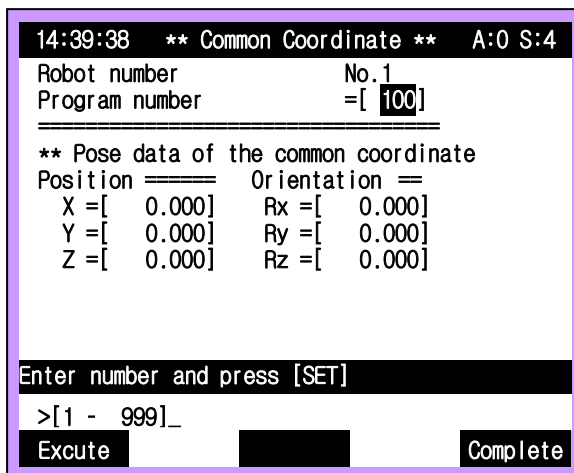 14:39:38 ** Common Coordinate ** A:0 S:4
Robot number No.1
Program number =[ 100]
=================================
** Pose data of the common coordinate
Position ====== Orientation ==
X =[ 0.000] Rx =[ 0.000]
Y =[ 0.000] Ry =[ 0.000]
Z =[ 0.000] Rz =[ 0.000]
Enter number and press [SET]
>[1 - 999]_
Excute Complete